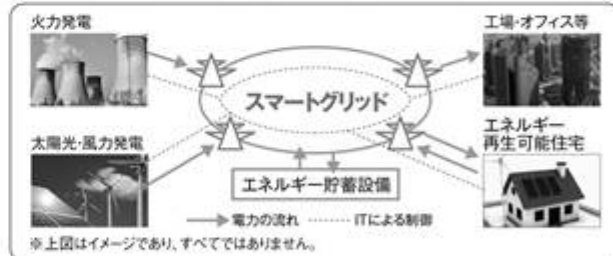 火力発電
工場・オフィス等
スマートグリッド
太陽光・風力発電
エネルギー
再生可能住宅
エネルギー貯蓄設備
電力の流れ
ITによる制御
※上図はイメージであり、すべてではありません。